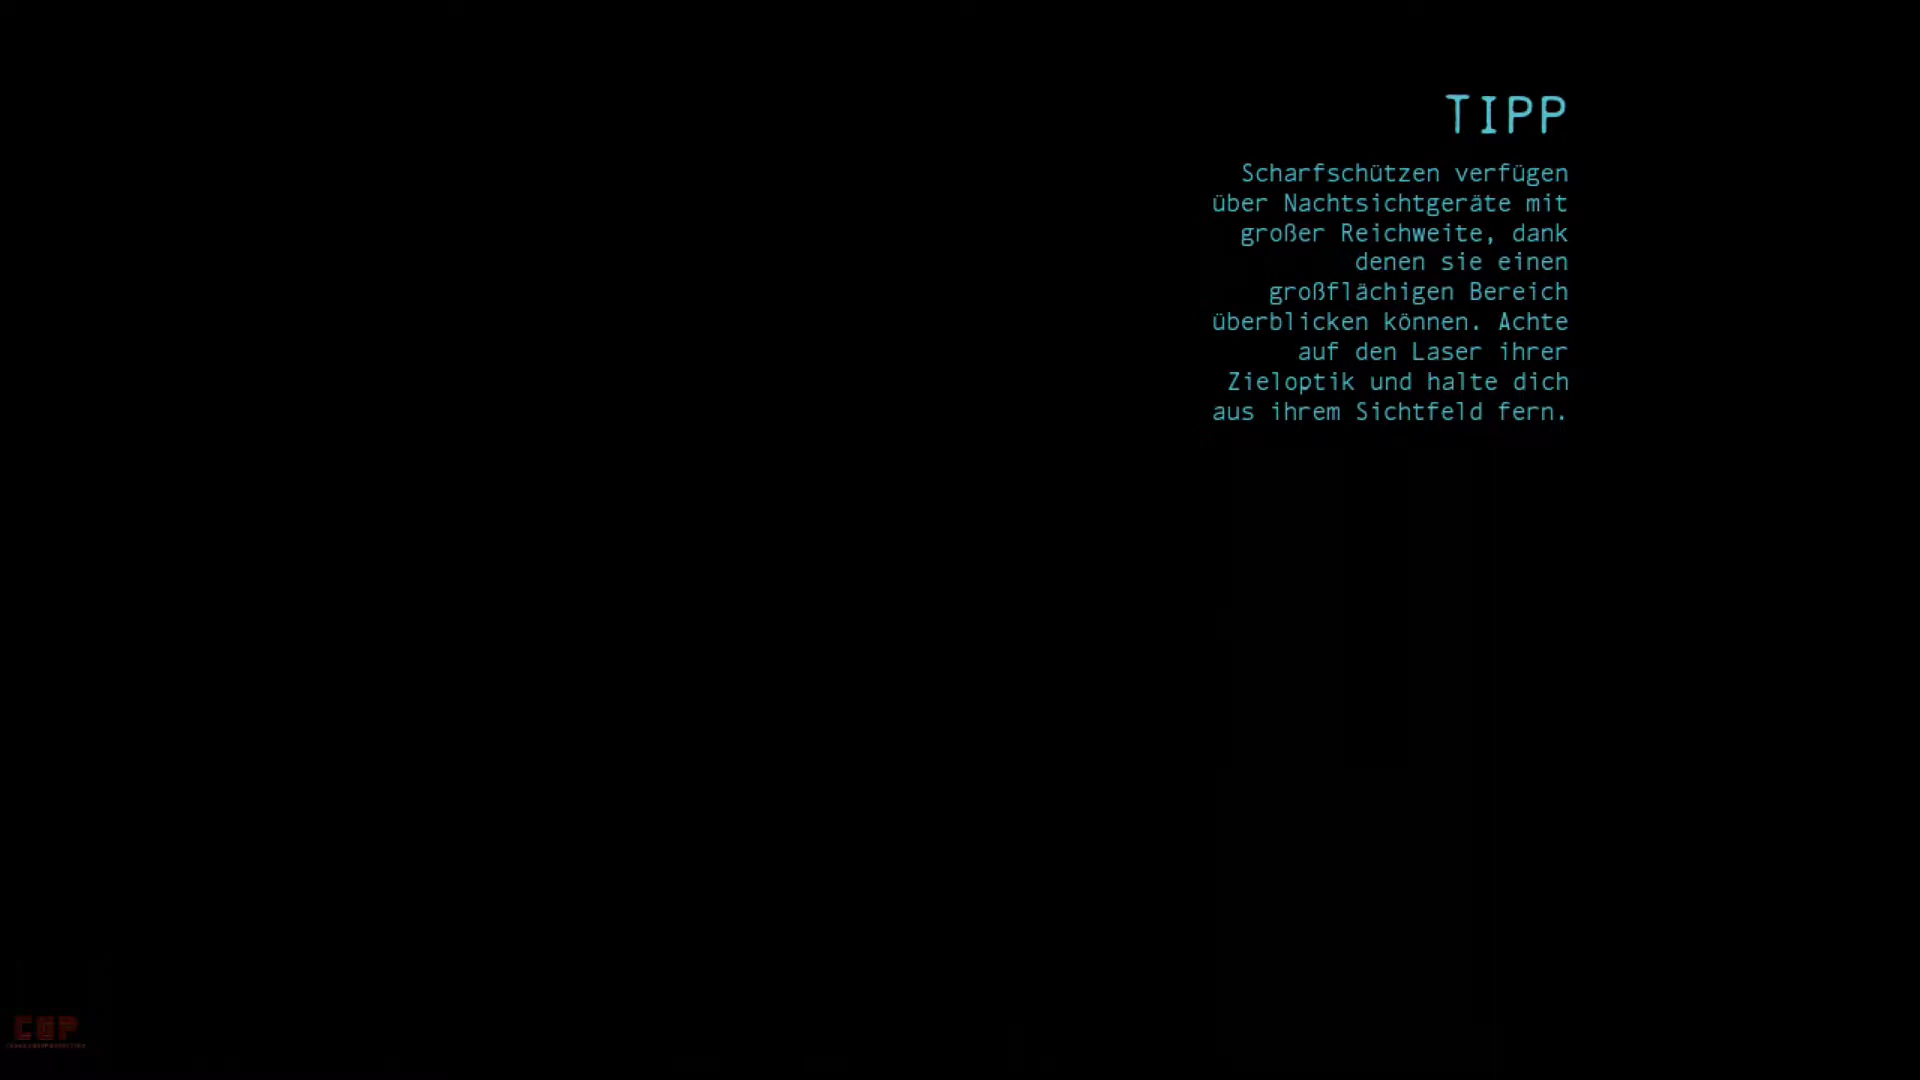 TIPP
Scharfschützen verfügen
über Nachtsichtgeräte mit
großer Reichweite, dank
denen sie einen
großflächigen Bereich
überblicken können. Achte
auf den Laser ihrer
Zieloptik und halte dich
aus ihrem Sichtfeld fern.
CGP